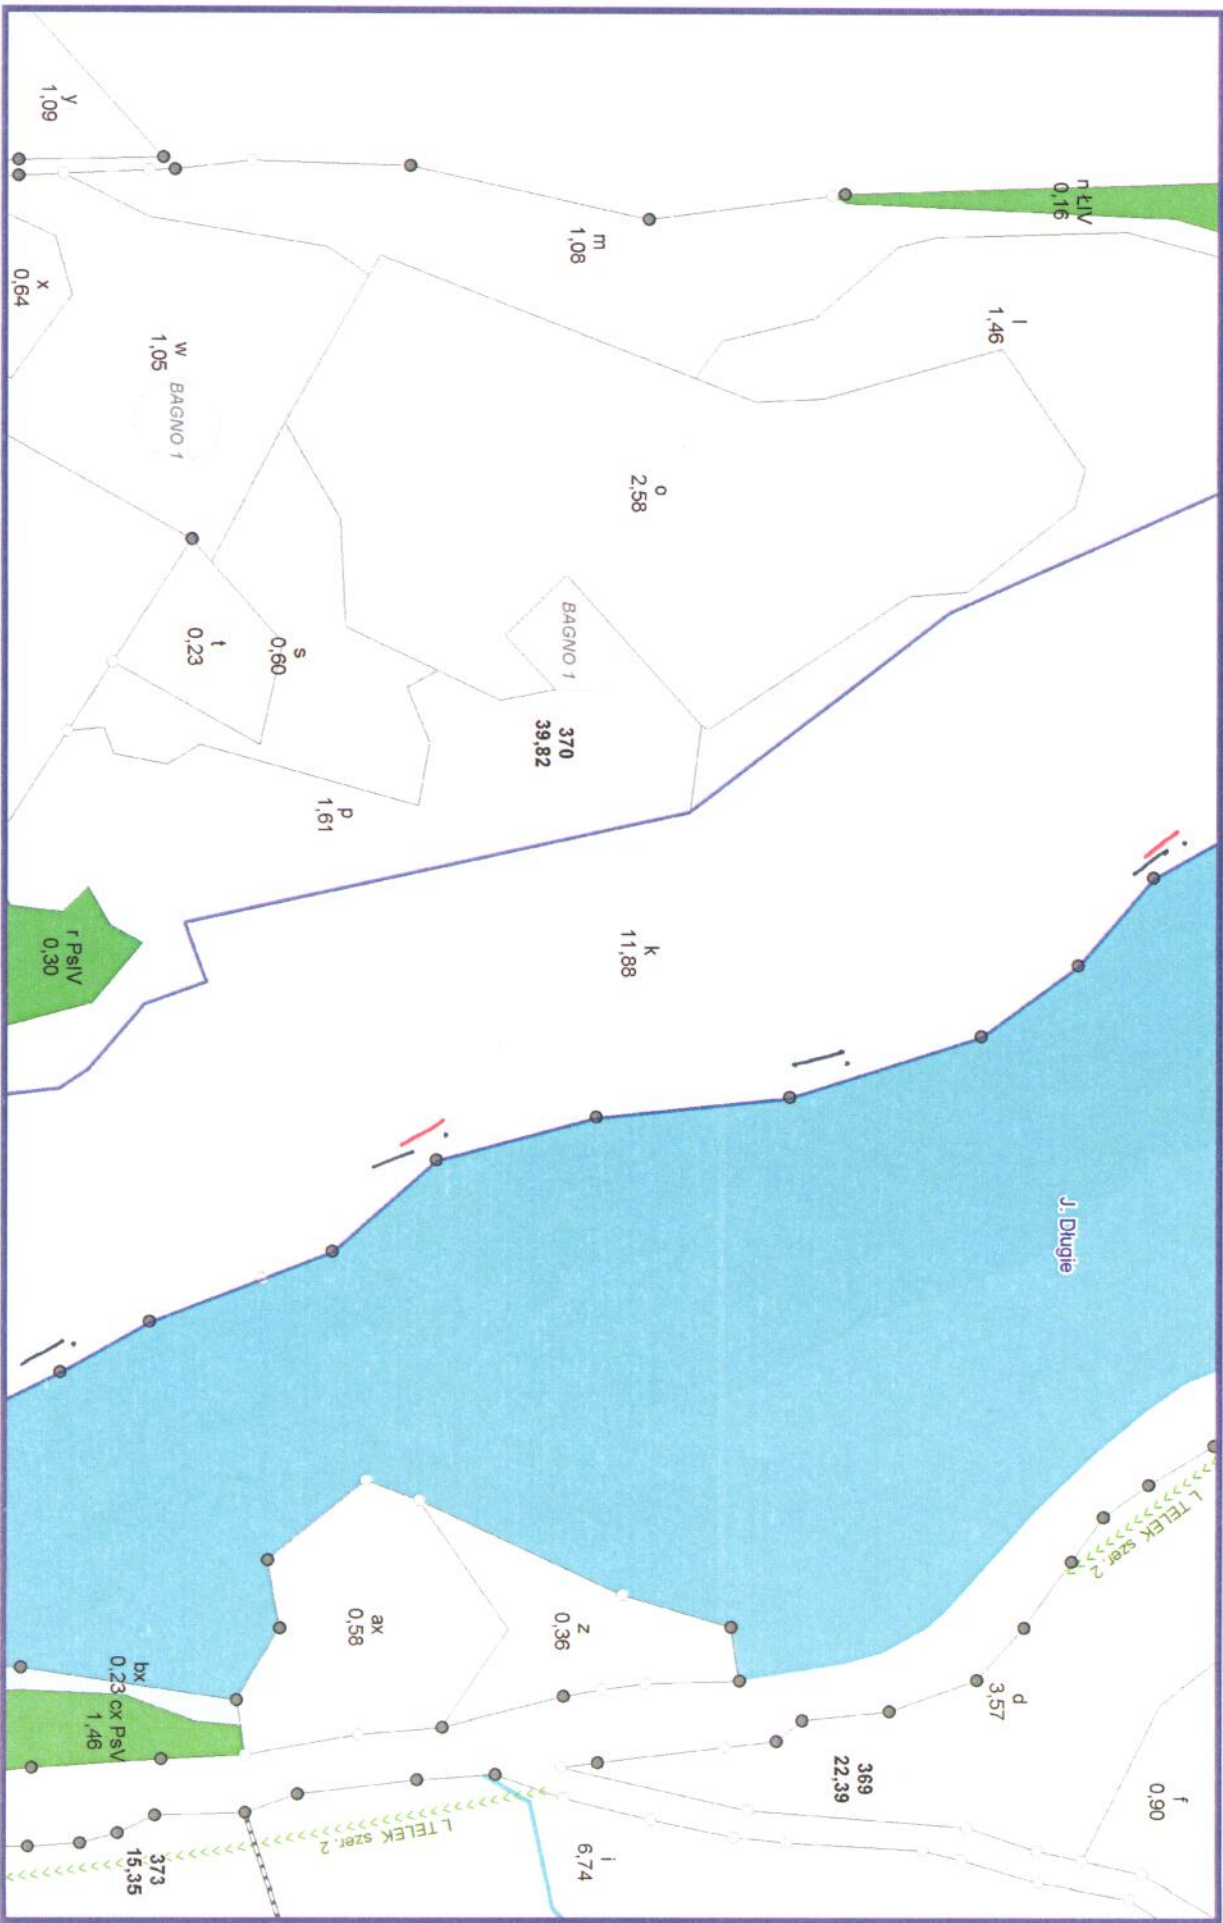 n ŁIV
0,16
y
1,09
m
1,08
l
1,46
x
0,64
w
1,05
BAGNO 1
o
2,58
BAGNO 1
s
0,60
t
0,23
370
39,82
p
1,61
r PsIV
0,30
k
11,88
J. Długie
L TELEK szer. 2
z
0,36
ax
0,58
bx
0,23
cx PsV
1,46
d
3,57
369
22,39
f
0,90
i
6,74
L TELEK szer. 2
373
15,35